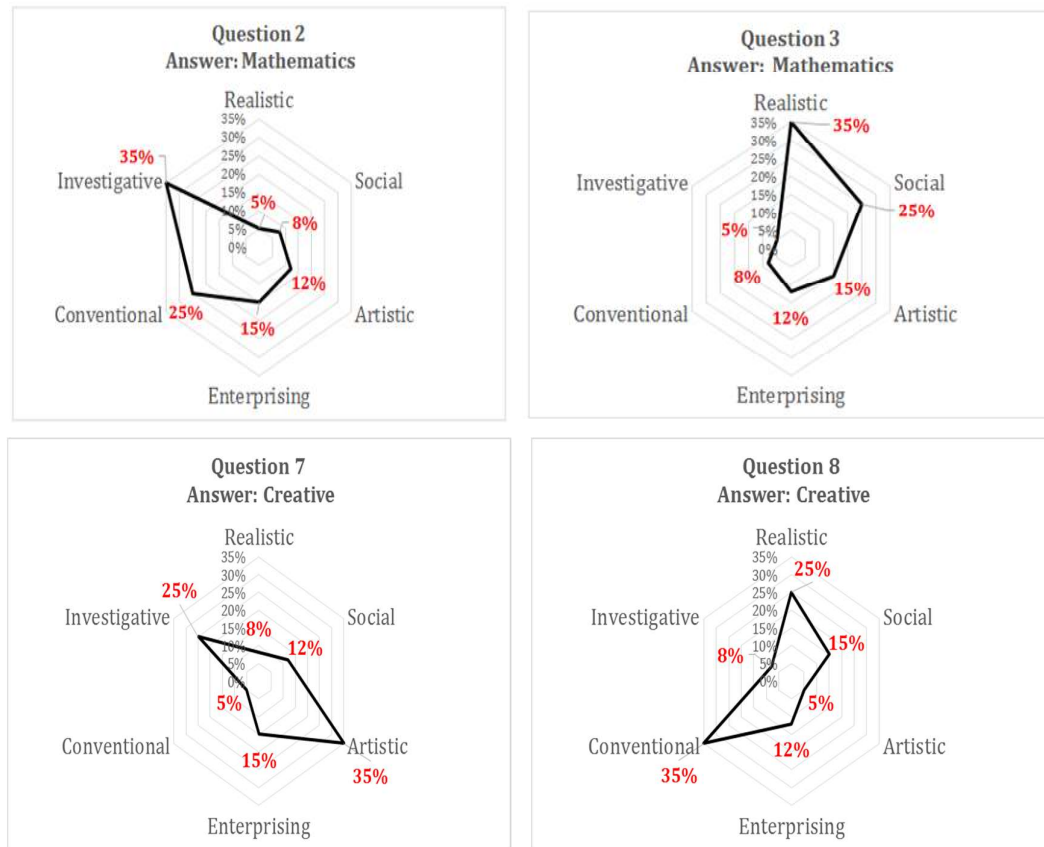 Question 2
Answer: Mathematics
Realistic
35%
30%
25%
20%
15%
10%
5%
0%
35%
Investigative
Social
5%
8%
12%
Conventional
25%
15%
Artistic
Enterprising
Question 3
Answer: Mathematics
Realistic
35%
30%
25%
20%
15%
10%
5%
0%
35%
Investigative
Social
25%
5%
8%
15%
Conventional
12%
Artistic
Enterprising
Question 7
Answer: Creative
Realistic
35%
30%
25%
20%
15%
10%
5%
0%
25%
Investigative
Social
8%
12%
5%
Conventional
15%
Artistic
35%
Enterprising
Question 8
Answer: Creative
Realistic
35%
30%
25%
20%
15%
10%
5%
0%
25%
Investigative
Social
15%
8%
5%
Conventional
12%
Artistic
35%
Enterprising